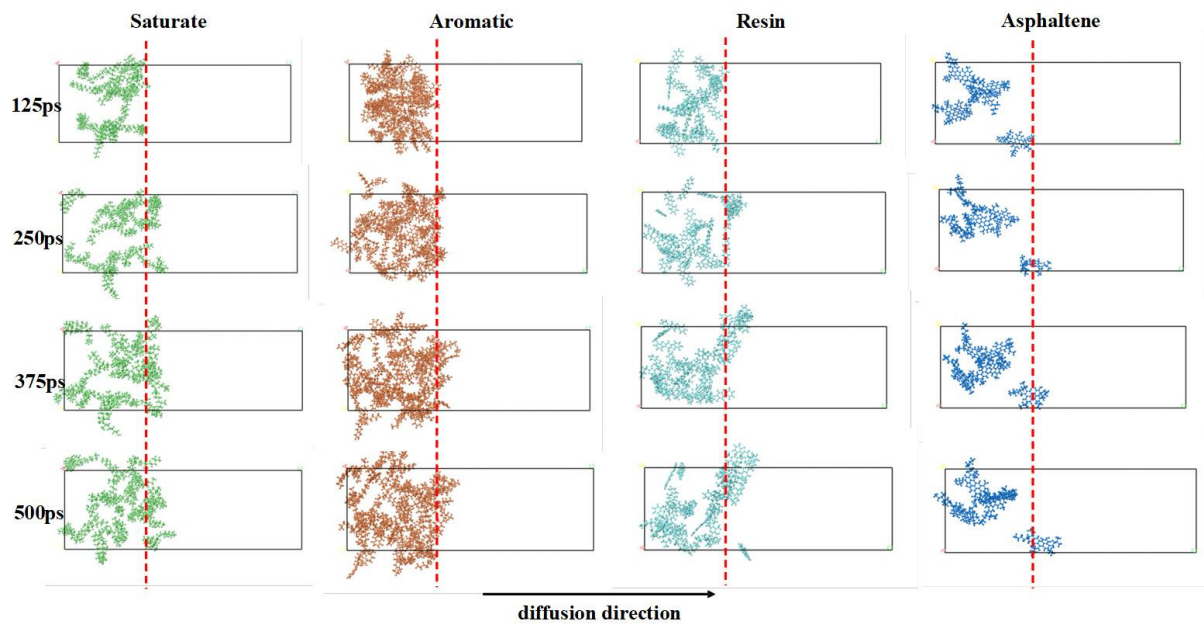 Saturate Aromatic Resin Asphaltene
125ps
250ps
375ps
500ps
diffusion direction